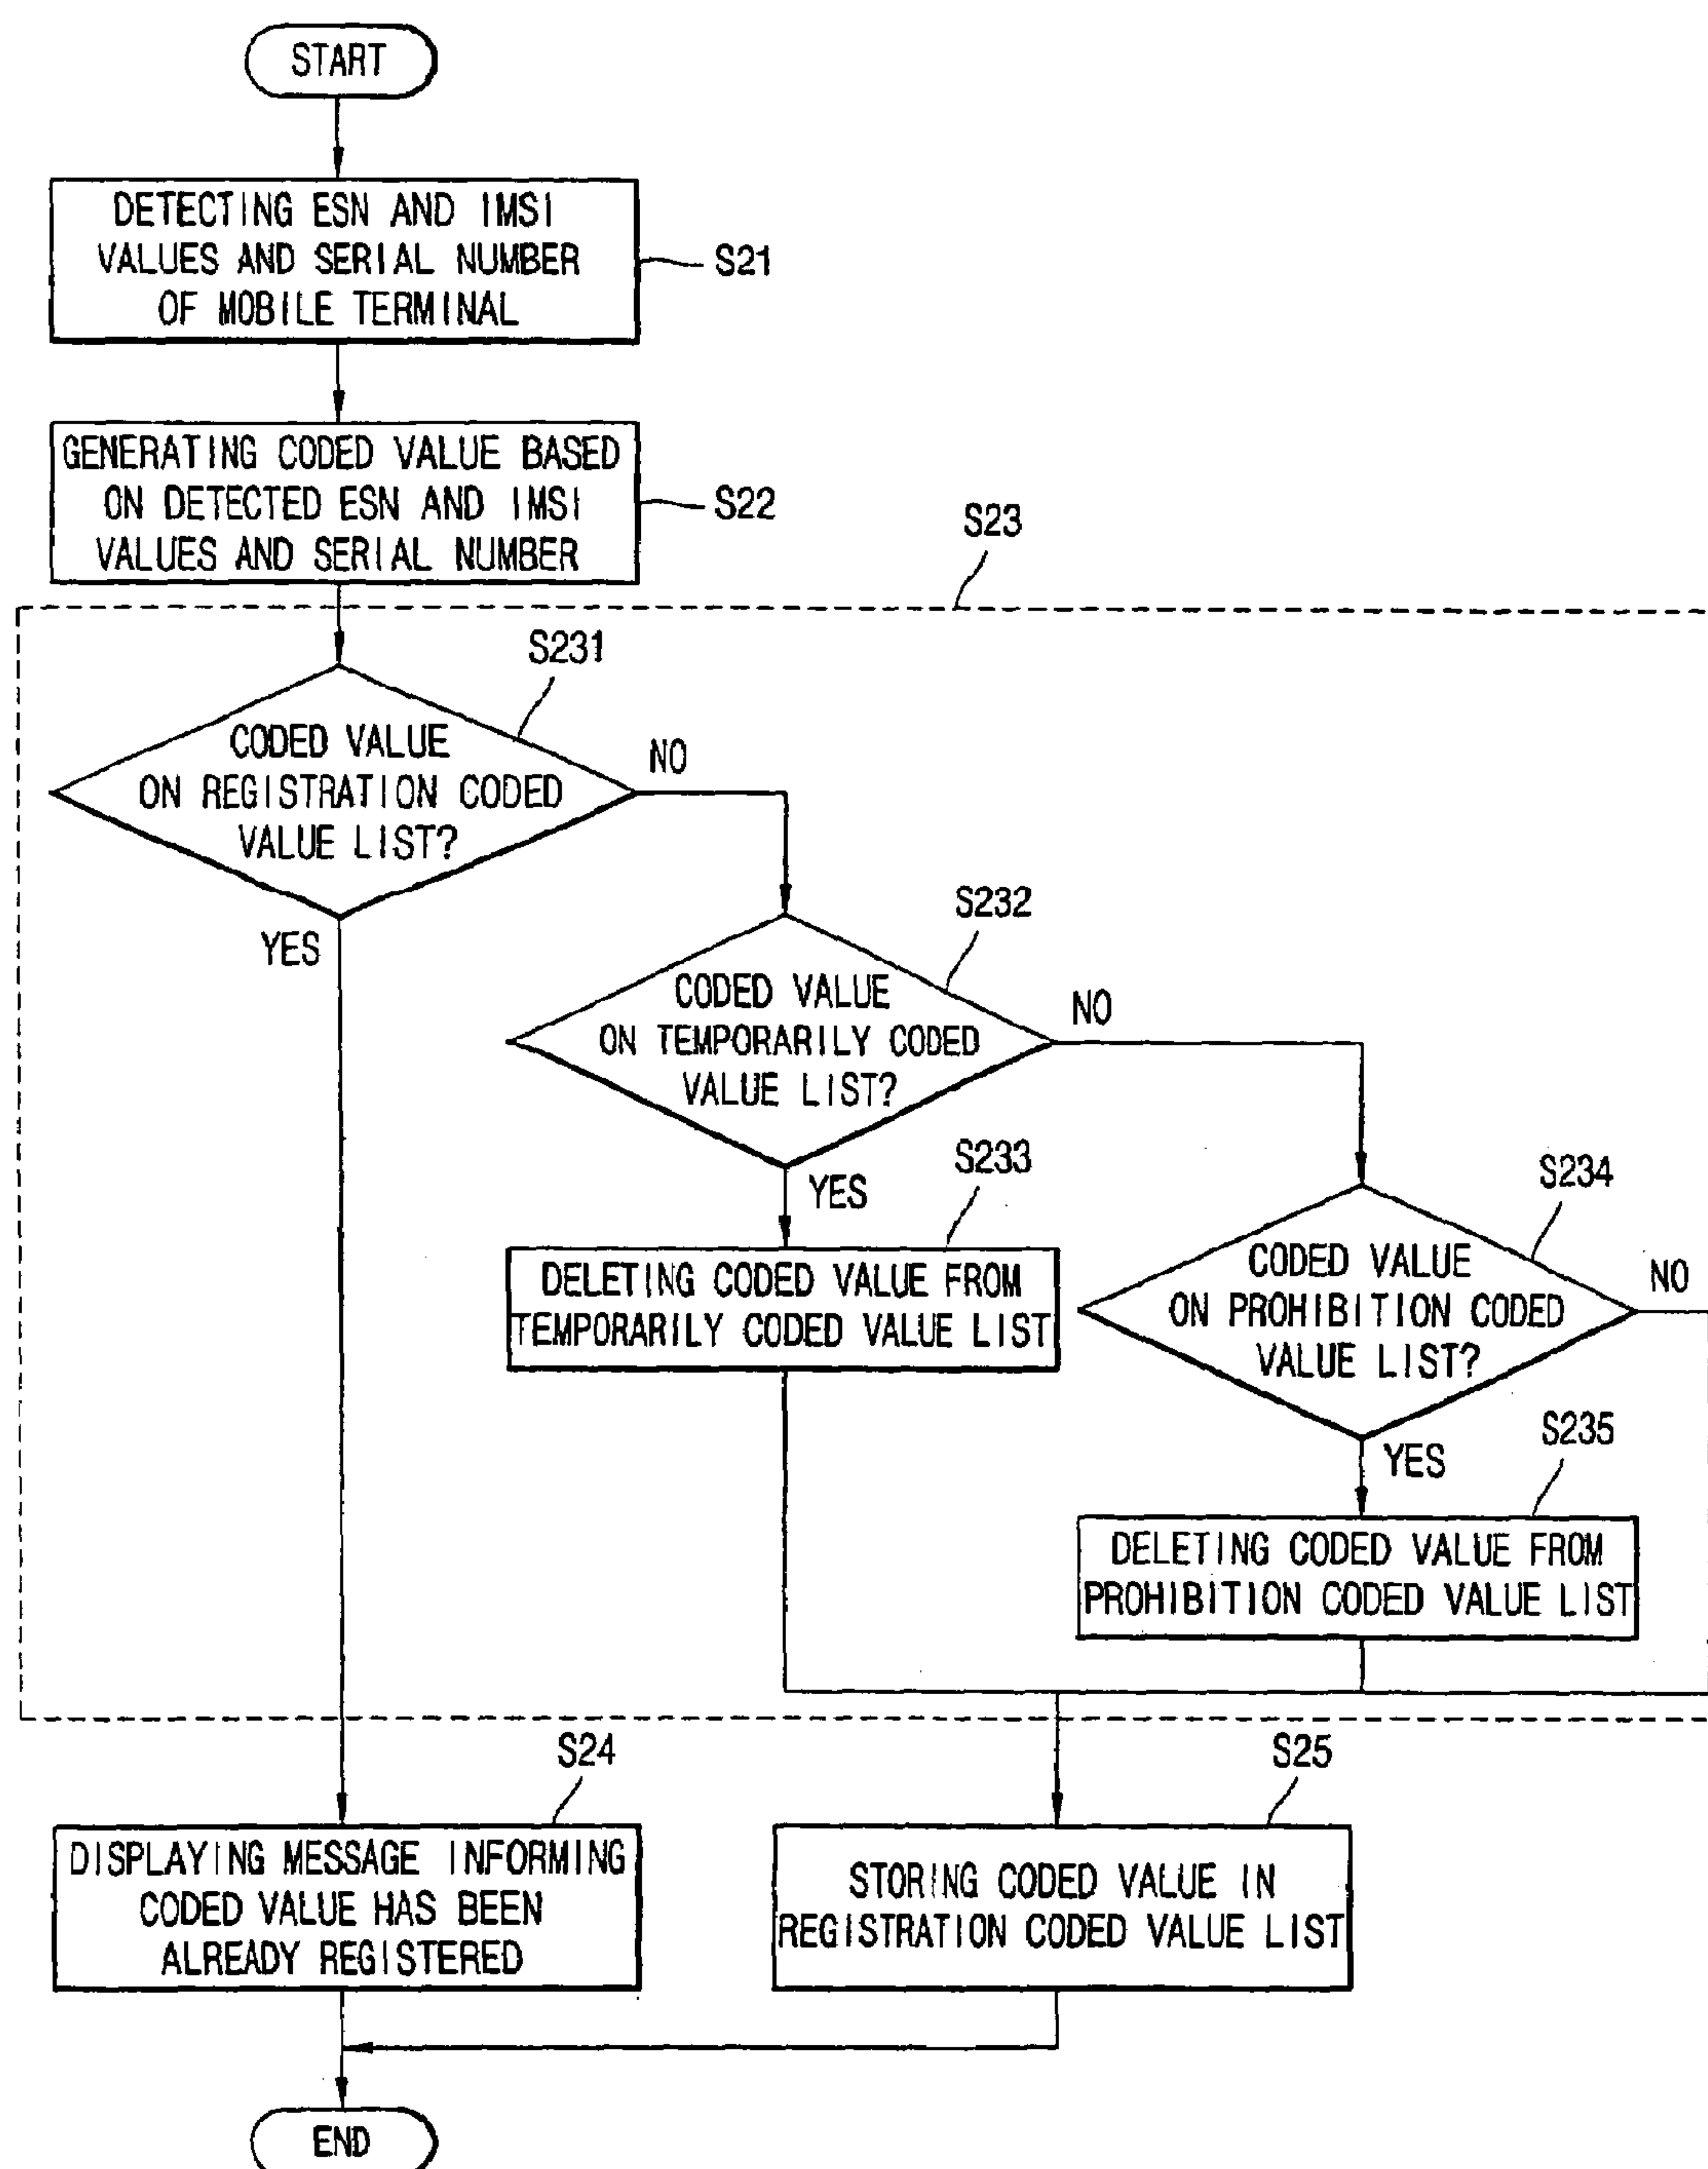 START
DETECTING ESN AND IMSI
VALUES AND SERIAL NUMBER
OF MOBILE TERMINAL
S21
GENERATING CODED VALUE BASED
ON DETECTED ESN AND IMSI
VALUES AND SERIAL NUMBER
S22
S23
S231
CODED VALUE
ON REGISTRATION CODED
VALUE LIST?
NO
YES
S232
CODED VALUE
ON TEMPORARILY CODED
VALUE LIST?
NO
YES
S233
DELETING CODED VALUE FROM
TEMPORARILY CODED VALUE LIST
S234
CODED VALUE
ON PROHIBITION CODED
VALUE LIST?
NO
YES
S235
DELETING CODED VALUE FROM
PROHIBITION CODED VALUE LIST
S24
DISPLAYING MESSAGE INFORMING
CODED VALUE HAS BEEN
ALREADY REGISTERED
S25
STORING CODED VALUE IN
REGISTRATION CODED VALUE LIST
END